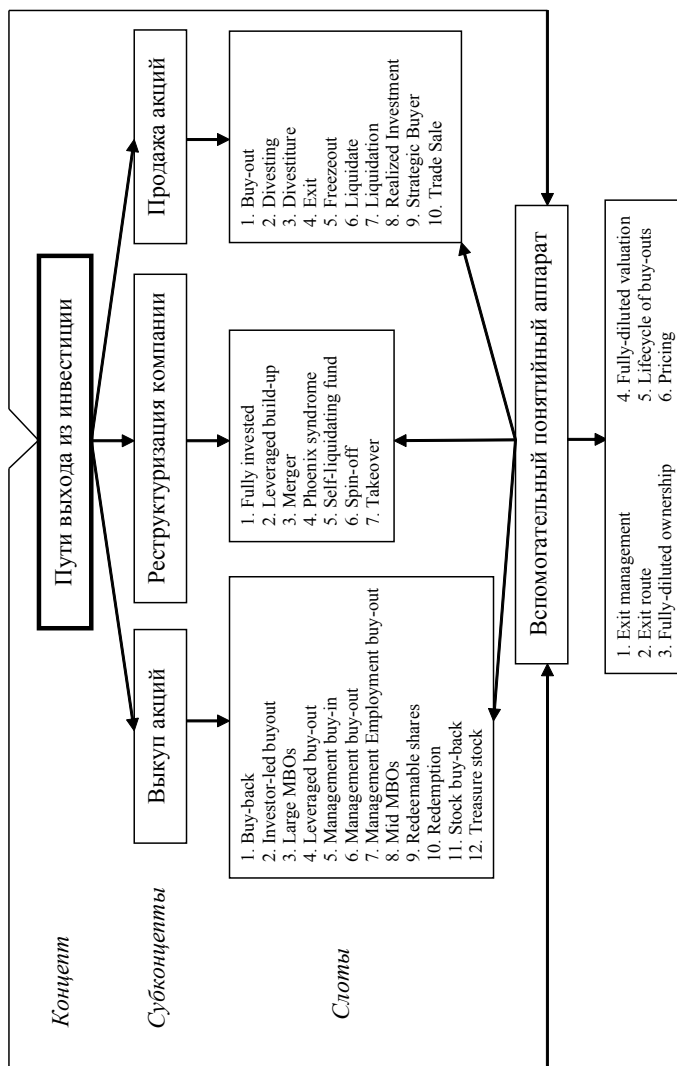 Концепт
Пути выхода из инвестиции
Субконцепты
Выкуп акций
Реструктуризация компании
Продажа акций
Слоты
1. Buy-back
2. Investor-led buyout
3. Large MBOs
4. Leveraged buy-out
5. Management buy-in
6. Management buy-out
7. Management Employment buy-out
8. Mid MBOs
9. Redeemable shares
10. Redemption
11. Stock buy-back
12. Treasure stock
1. Fully invested
2. Leveraged build-up
3. Merger
4. Phoenix syndrome
5. Self-liquidating fund
6. Spin-off
7. Takeover
1. Buy-out
2. Divesting
3. Divestiture
4. Exit
5. Freezeout
6. Liquidate
7. Liquidation
8. Realized Investment
9. Strategic Buyer
10. Trade Sale
Вспомогательный понятийный аппарат
1. Exit management
2. Exit route
3. Fully-diluted ownership
4. Fully-diluted valuation
5. Lifecycle of buy-outs
6. Pricing